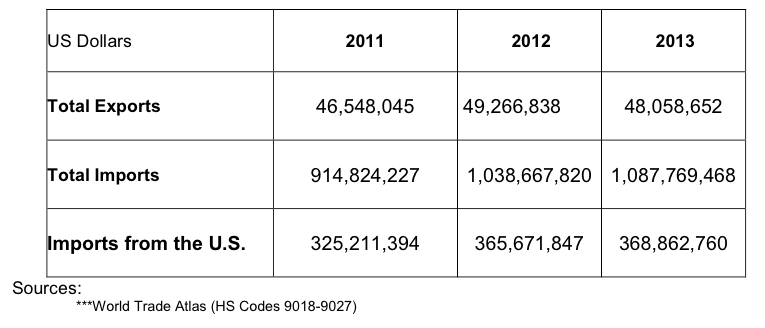 US Dollars 2011 2012 2013
Total Exports 46,548,045 49,266,838 48,058,652
Total Imports 914,824,227 1,038,667,820 1,087,769,468
Imports from the U.S. 325,211,394 365,671,847 368,862,760
Sources:
***World Trade Atlas (HS Codes 9018-9027)